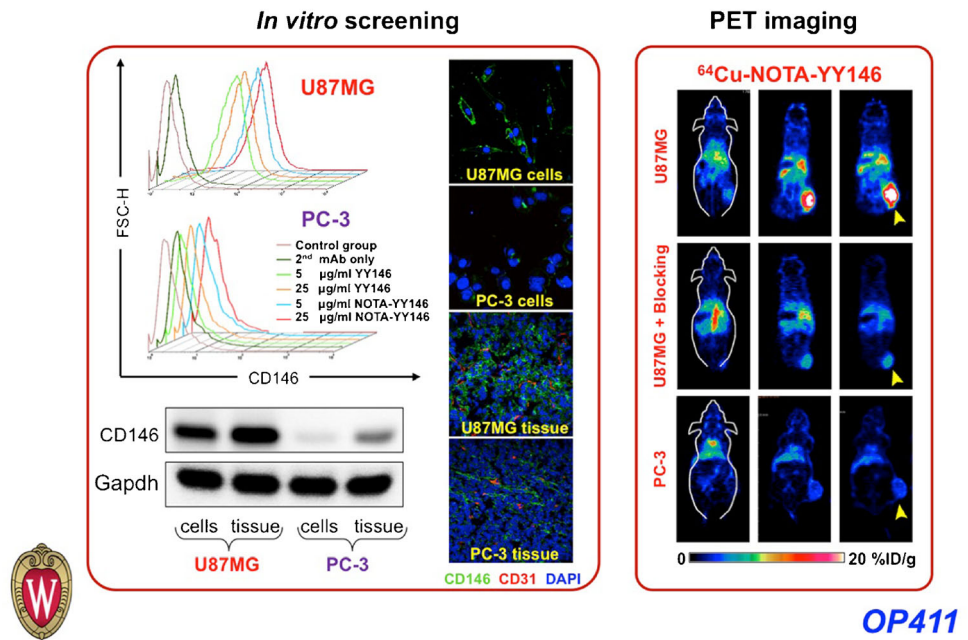 In vitro screening
PET imaging
U87MG
PC-3
FSC-H
Control group
2nd mAb only
5 µg/ml YY146
25 µg/ml YY146
5 µg/ml NOTA-YY146
25 µg/ml NOTA-YY146
CD146
CD146
Gapdh
cells tissue cells tissue
U87MG PC-3
U87MG cells
PC-3 cells
U87MG tissue
PC-3 tissue
CD146 CD31 DAPI
64Cu-NOTA-YY146
U87MG
U87MG + Blocking
PC-3
0 20 %ID/g
W
OP411